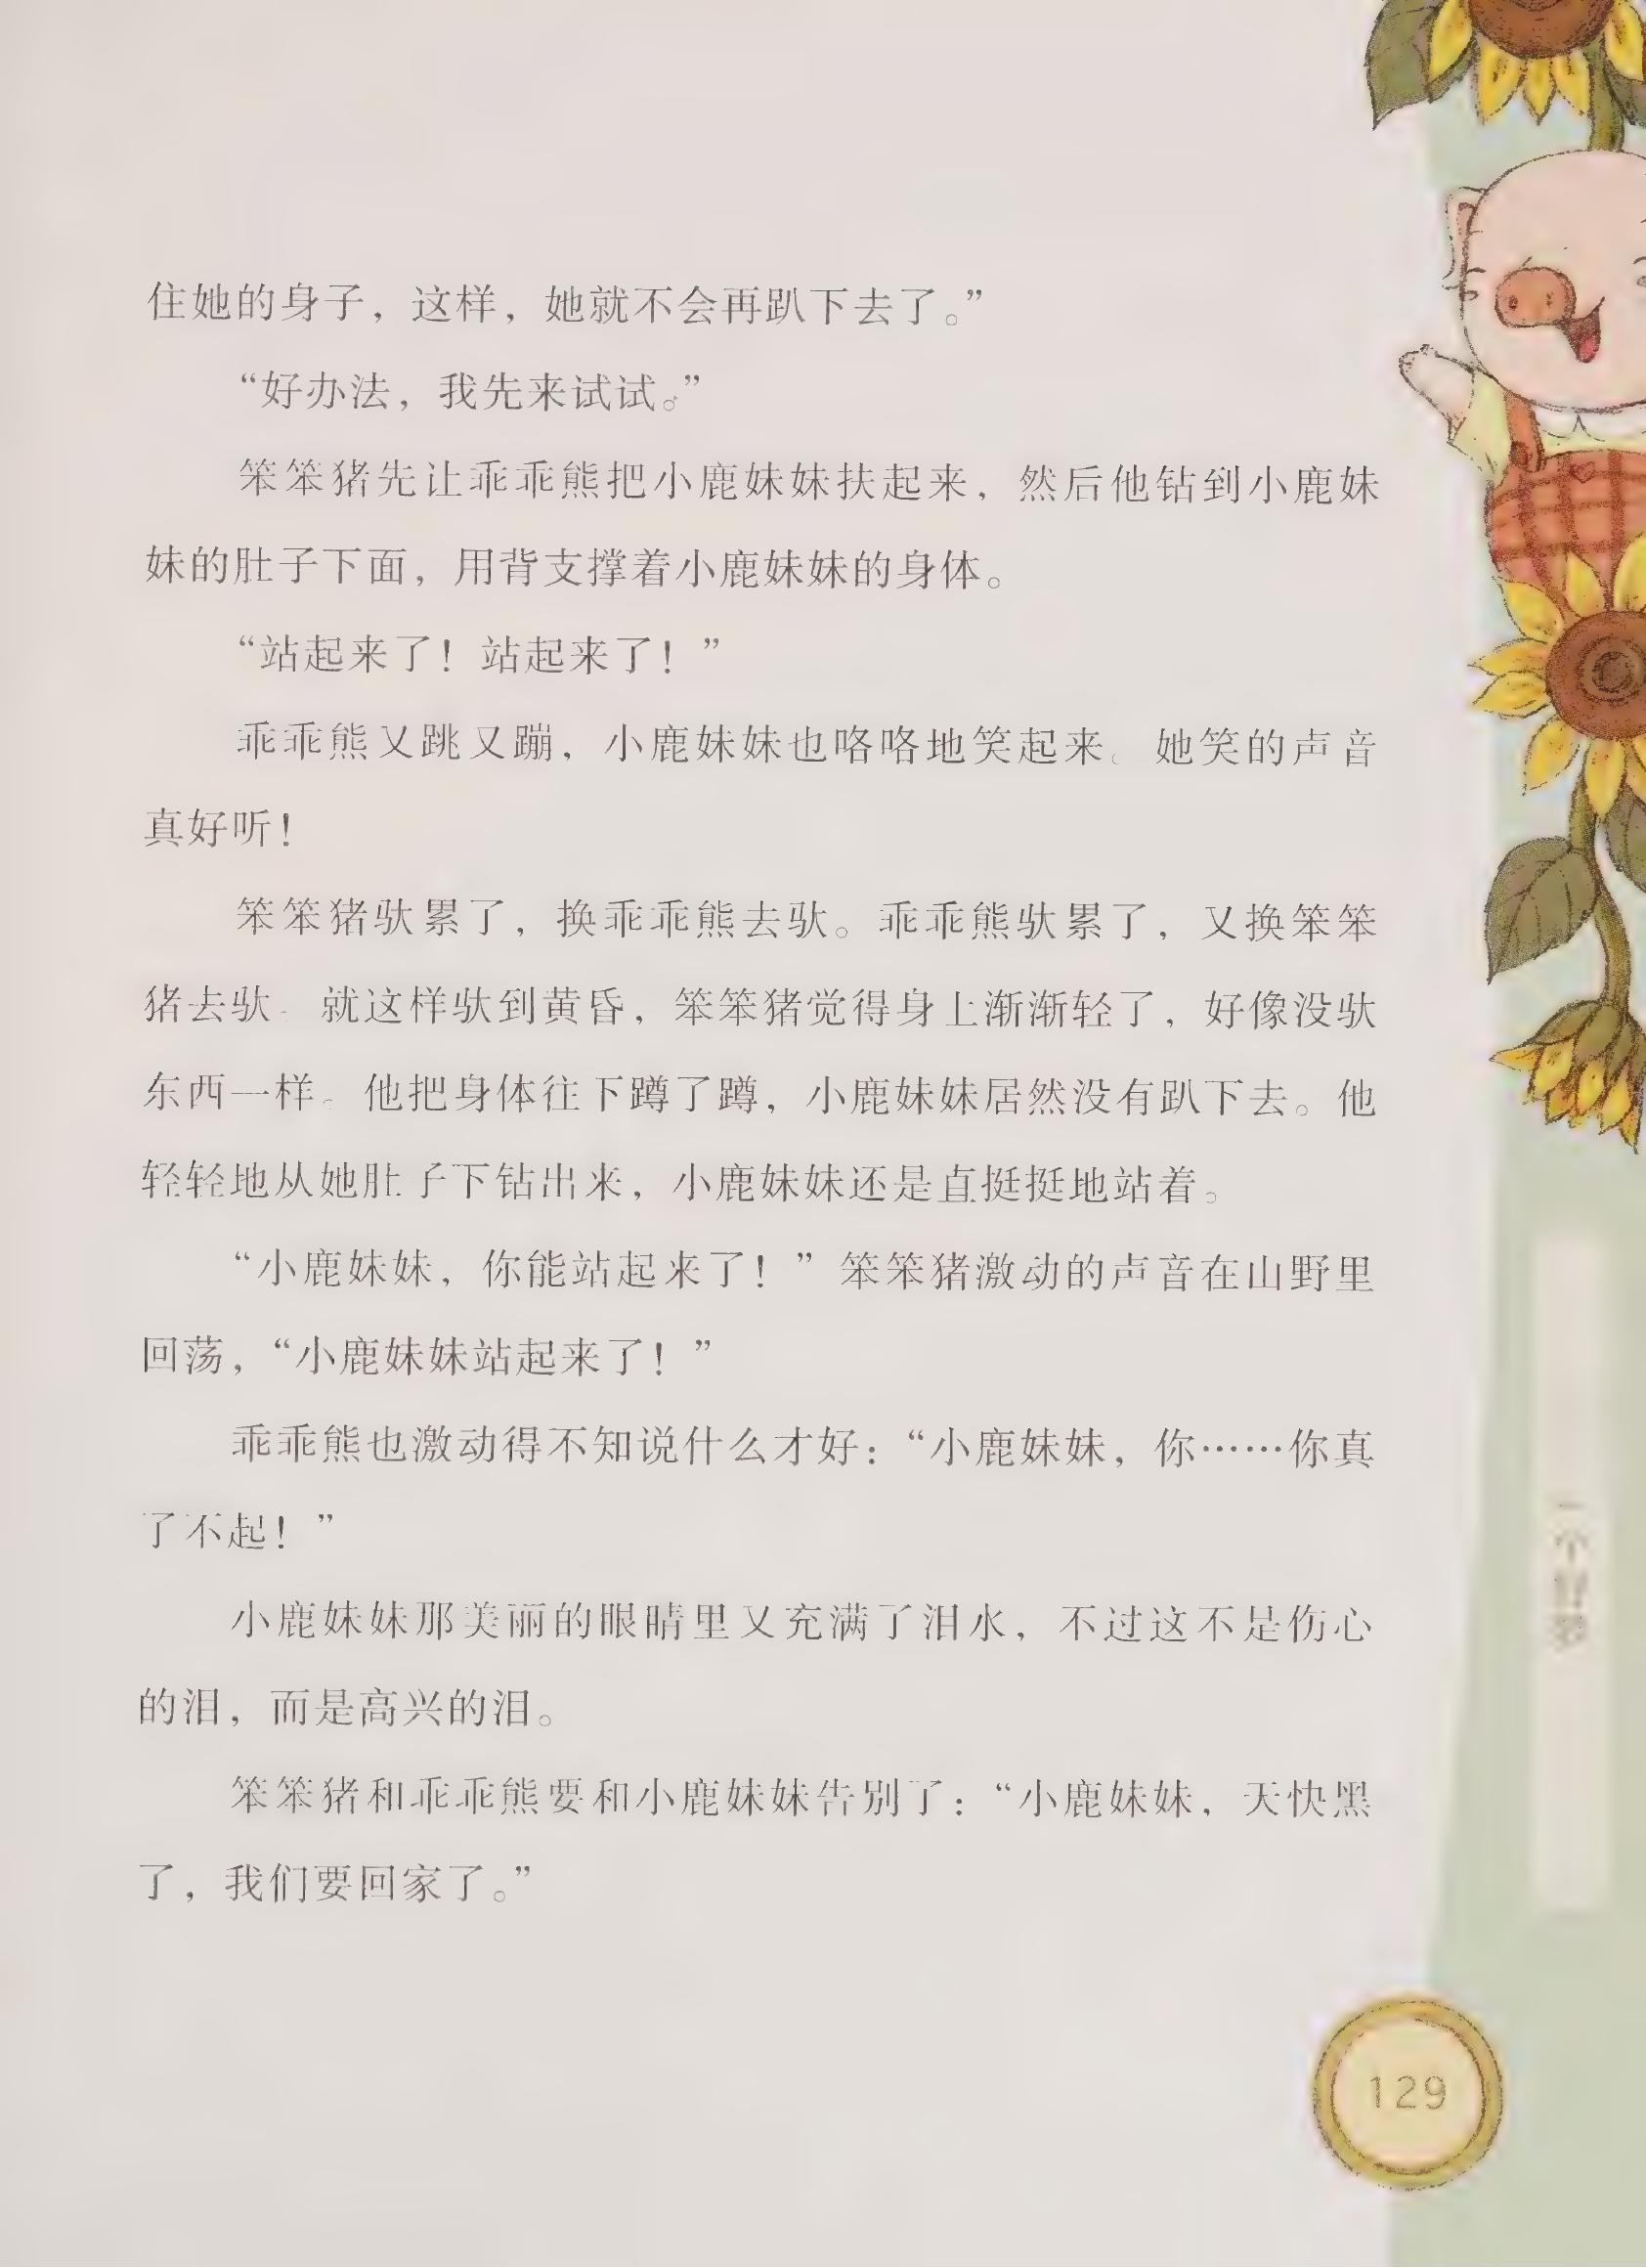 住她的身子，这样，她就不会再趴下去了。”
“好办法，我先来试试。”
笨笨猪先让乖乖熊把小鹿妹妹扶起来，然后他钻到小鹿妹
妹的肚子下面，用背支撑着小鹿妹妹的身体。
“站起来了！站起来了！”
乖乖熊又跳又蹦，小鹿妹妹也咯咯地笑起来。她笑的声音
真好听！
笨笨猪驮累了，换乖乖熊去驮。乖乖熊驮累了，又换笨笨
猪去驮。就这样驮到黄昏，笨笨猪觉得身上渐渐轻了，好像没驮
东西一样。他把身体往下蹲了蹲，小鹿妹妹居然没有趴下去。他
轻轻地从她肚子下钻出来，小鹿妹妹还是直挺挺地站着。
“小鹿妹妹，你能站起来了！”笨笨猪激动的声音在山野里
回荡，“小鹿妹妹站起来了！”
乖乖熊也激动得不知说什么才好：“小鹿妹妹，你……你真
了不起！”
小鹿妹妹那美丽的眼睛里又充满了泪水，不过这不是伤心
的泪，而是高兴的泪。
笨笨猪和乖乖熊要和小鹿妹妹告别了：“小鹿妹妹，天快黑
了，我们要回家了。”
129